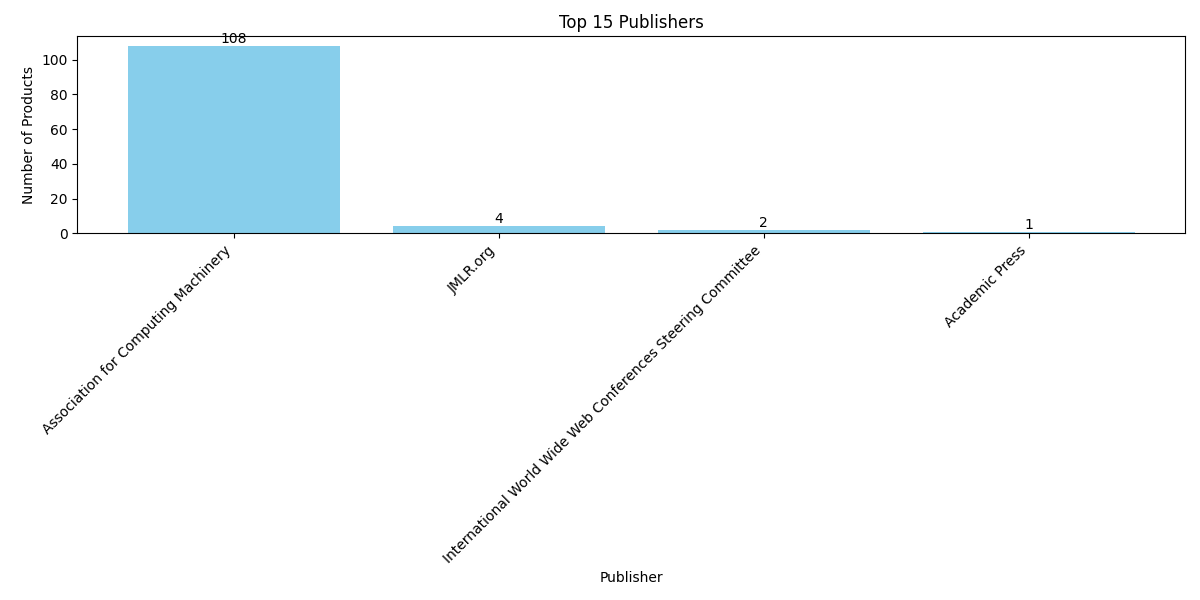 Top 15 Publishers
Number of Products
100
80
60
40
20
0
108
4
2
1
Association for Computing Machinery
JMLR.org
International World Wide Web Conferences Steering Committee
Academic Press
Publisher